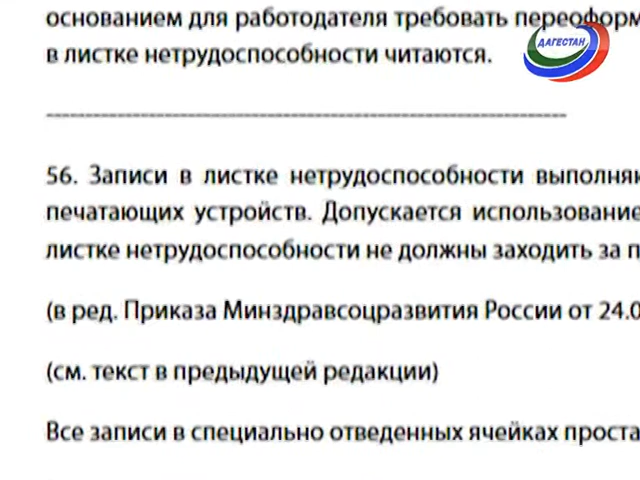 основанием для работодателя требовать переоформ
в листке нетрудоспособности читаются.
ДАГЕСТАН
56. Записи в листке нетрудоспособности выполняю
печатающих устройств. Допускается использование
листке нетрудоспособности не должны заходить за п
(в ред. Приказа Минздравсоцразвития России от 24.0
(см. текст в предыдущей редакции)
Все записи в специально отведенных ячейках проста